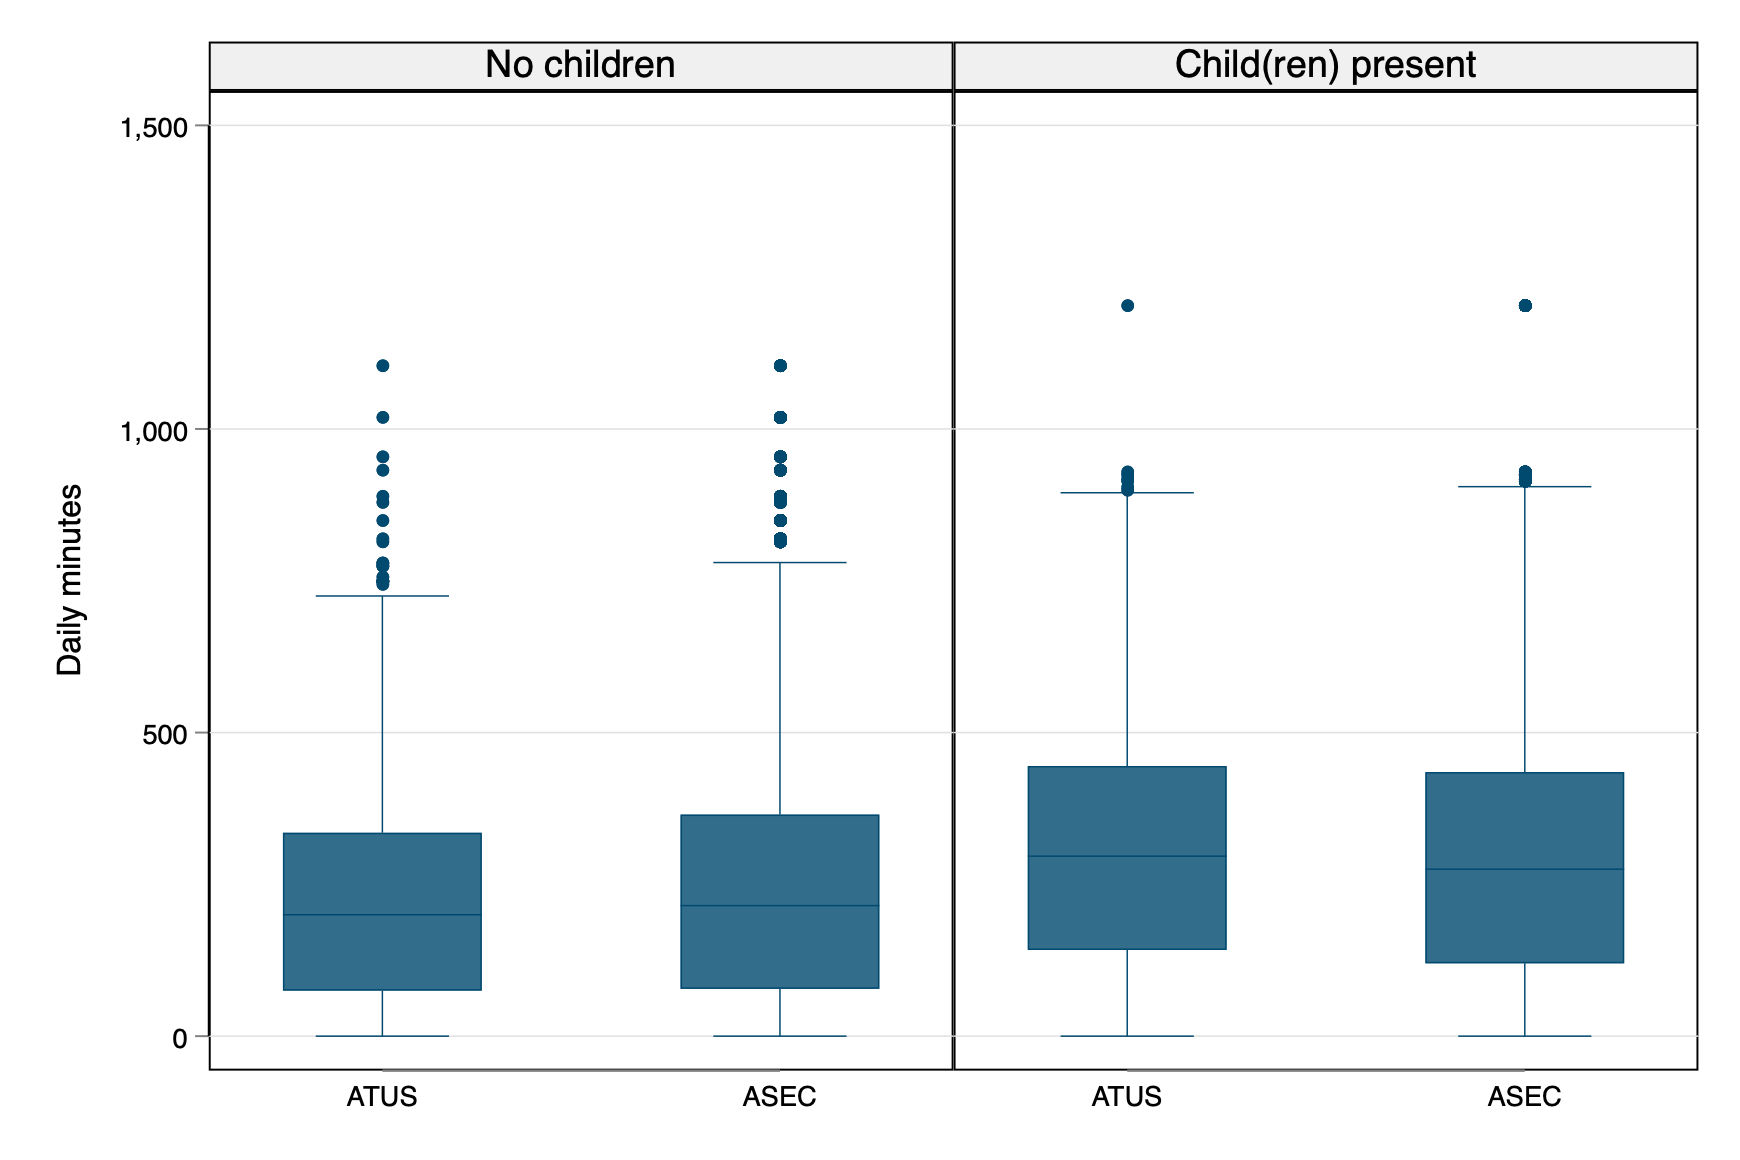 No children
Child(ren) present
1,500
1,000
500
0
Daily minutes
ATUS
ASEC
ATUS
ASEC